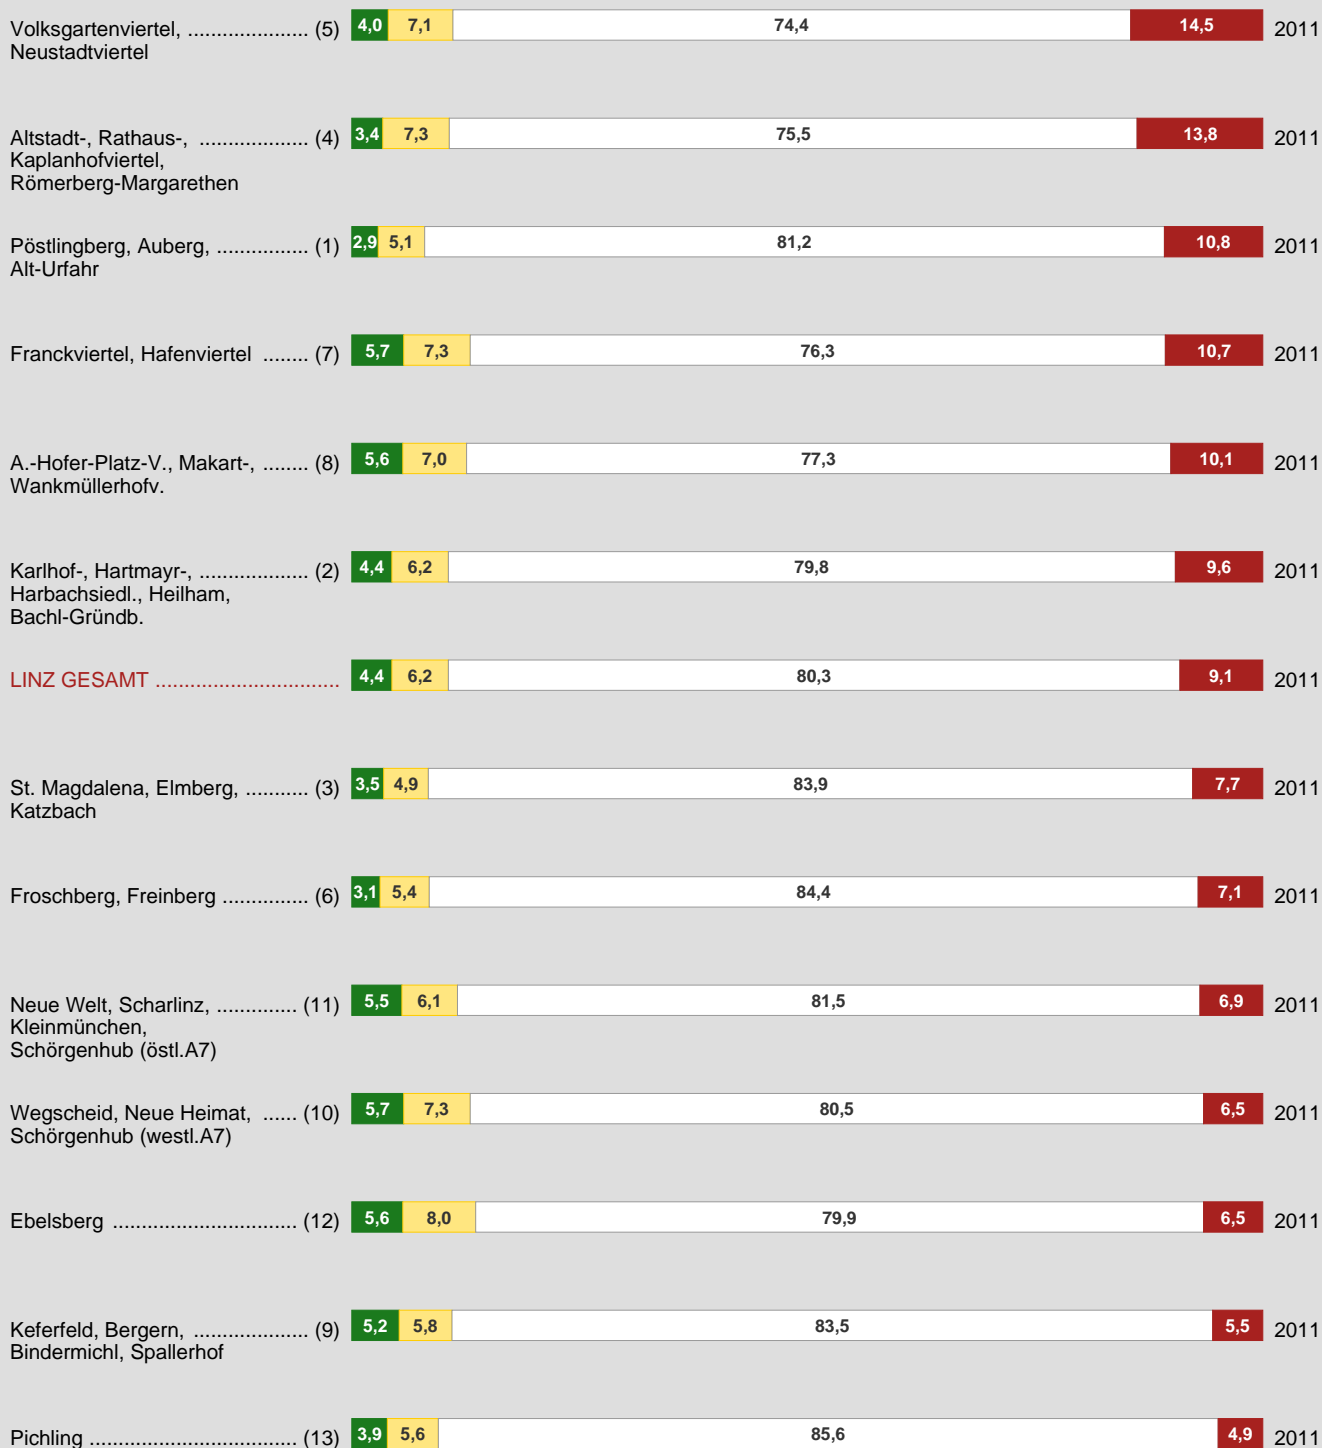 Volksgartenviertel, ..................... (5) 4,0 7,1 74,4 14,5 2011
Neustadtviertel
Altstadt-, Rathaus-, ................... (4) 3,4 7,3 75,5 13,8 2011
Kaplanhofviertel,
Römerberg-Margarethen
Pöstlingberg, Auberg, ................ (1) 2,9 5,1 81,2 10,8 2011
Alt-Urfahr
Franckviertel, Hafenviertel ........ (7) 5,7 7,3 76,3 10,7 2011
A.-Hofer-Platz-V., Makart-, ........ (8) 5,6 7,0 77,3 10,1 2011
Wankmüllerhofv.
Karlhof-, Hartmayr-, ................... (2) 4,4 6,2 79,8 9,6 2011
Harbachsiedl., Heilham,
Bachl-Gründb.
LINZ GESAMT ................................ 4,4 6,2 80,3 9,1 2011
St. Magdalena, Elmberg, ........... (3) 3,5 4,9 83,9 7,7 2011
Katzbach
Froschberg, Freinberg ............... (6) 3,1 5,4 84,4 7,1 2011
Neue Welt, Scharlinz, .............. (11) 5,5 6,1 81,5 6,9 2011
Kleinmünchen,
Schörgenhub (östl.A7)
Wegscheid, Neue Heimat, ...... (10) 5,7 7,3 80,5 6,5 2011
Schörgenhub (westl.A7)
Ebelsberg ................................ (12) 5,6 8,0 79,9 6,5 2011
Keferfeld, Bergern, .................... (9) 5,2 5,8 83,5 5,5 2011
Bindermichl, Spallerhof
Pichling .................................... (13) 3,9 5,6 85,6 4,9 2011